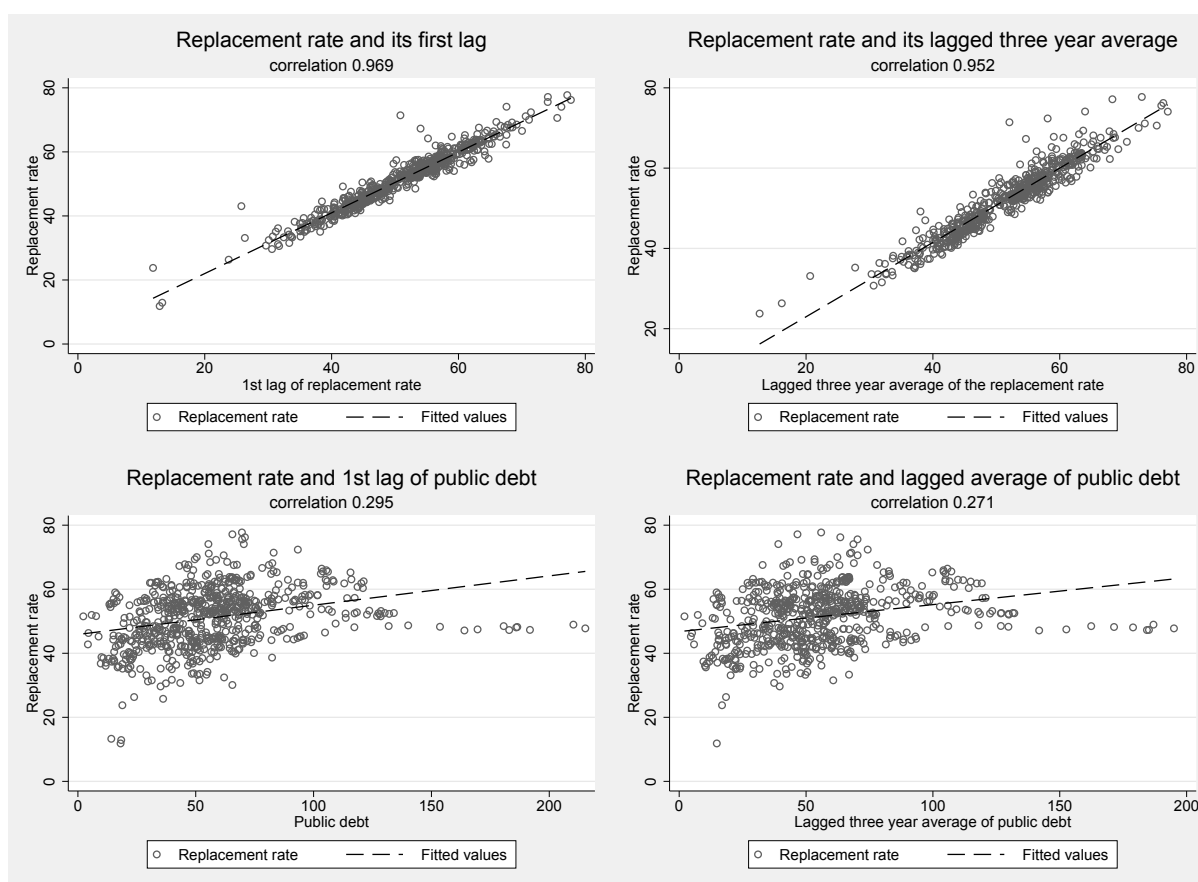 Replacement rate and its first lag
correlation 0.969
Replacement rate
80
60
40
20
0
0 20 40 60 80
1st lag of replacement rate
Replacement rate Fitted values
Replacement rate and its lagged three year average
correlation 0.952
Replacement rate
80
60
40
20
0 20 40 60 80
Lagged three year average of the replacement rate
Replacement rate Fitted values
Replacement rate and 1st lag of public debt
correlation 0.295
Replacement rate
80
60
40
20
0
0 50 100 150 200
Public debt
Replacement rate Fitted values
Replacement rate and lagged average of public debt
correlation 0.271
Replacement rate
80
60
40
20
0
0 50 100 150 200
Lagged three year average of public debt
Replacement rate Fitted values